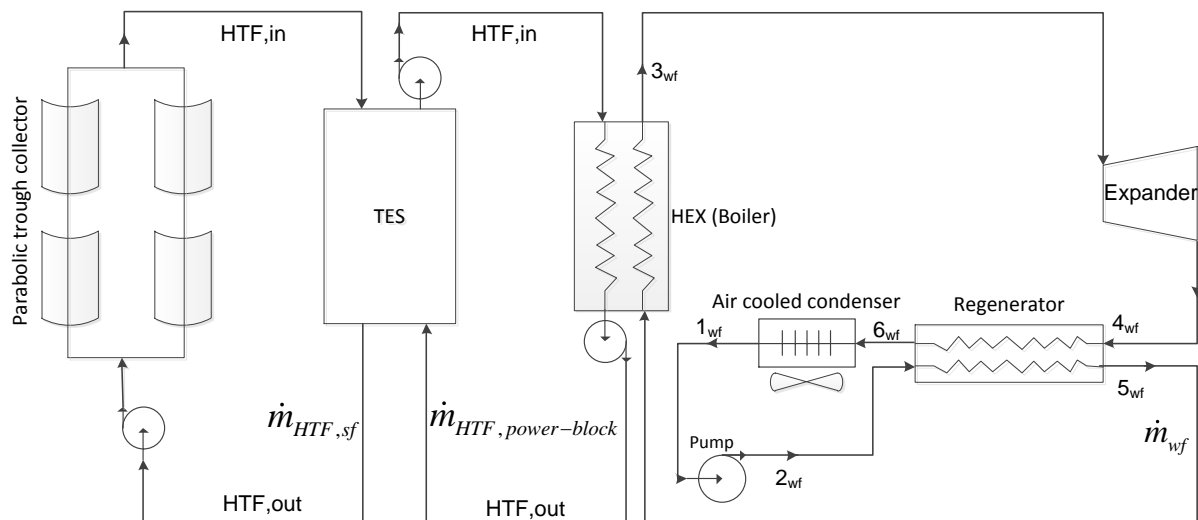 HTF,in
HTF,in
3wf
Parabolic trough collector
TES
HEX (Boiler)
Expander
Air cooled condenser
Regenerator
1wf
6wf
4wf
5wf
ṁHTF,sf
ṁHTF,power−block
ṁwf
Pump
2wf
HTF,out
HTF,out